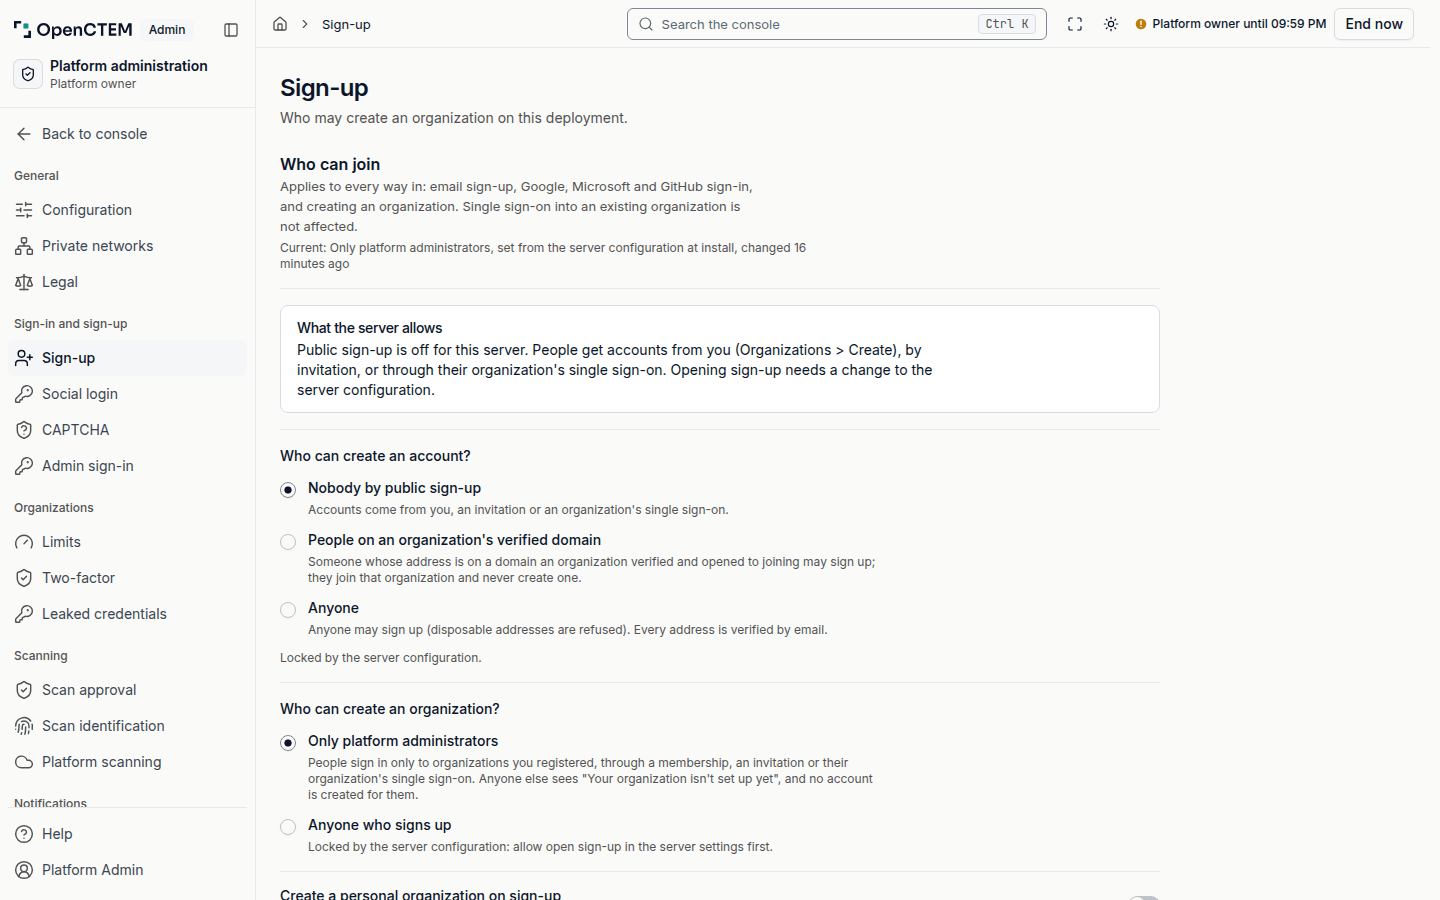 OpenCTEM
Admin
Platform administration
Platform owner
Back to console
General
Configuration
Private networks
Legal
Sign-in and sign-up
Sign-up
Social login
CAPTCHA
Admin sign-in
Organizations
Limits
Two-factor
Leaked credentials
Scanning
Scan approval
Scan identification
Platform scanning
Notifications
Help
Platform Admin
Sign-up
Search the console
Ctrl K
Platform owner until 09:59 PM
End now
Sign-up
Who may create an organization on this deployment.
Who can join
Applies to every way in: email sign-up, Google, Microsoft and GitHub sign-in,
and creating an organization. Single sign-on into an existing organization is
not affected.
Current: Only platform administrators, set from the server configuration at install, changed 16
minutes ago
What the server allows
Public sign-up is off for this server. People get accounts from you (Organizations > Create), by
invitation, or through their organization's single sign-on. Opening sign-up needs a change to the
server configuration.
Who can create an account?
Nobody by public sign-up
Accounts come from you, an invitation or an organization's single sign-on.
People on an organization's verified domain
Someone whose address is on a domain an organization verified and opened to joining may sign up;
they join that organization and never create one.
Anyone
Anyone may sign up (disposable addresses are refused). Every address is verified by email.
Locked by the server configuration.
Who can create an organization?
Only platform administrators
People sign in only to organizations you registered, through a membership, an invitation or their
organization's single sign-on. Anyone else sees "Your organization isn't set up yet", and no account
is created for them.
Anyone who signs up
Locked by the server configuration: allow open sign-up in the server settings first.
Create a personal organization on sign-up